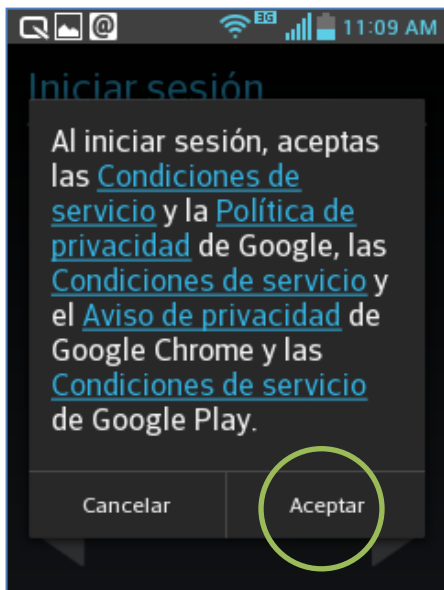 3G 11:09 AM
Iniciar sesión
Al iniciar sesión, aceptas
las Condiciones de
servicio y la Política de
privacidad de Google, las
Condiciones de servicio y
el Aviso de privacidad de
Google Chrome y las
Condiciones de servicio
de Google Play.
Cancelar Aceptar